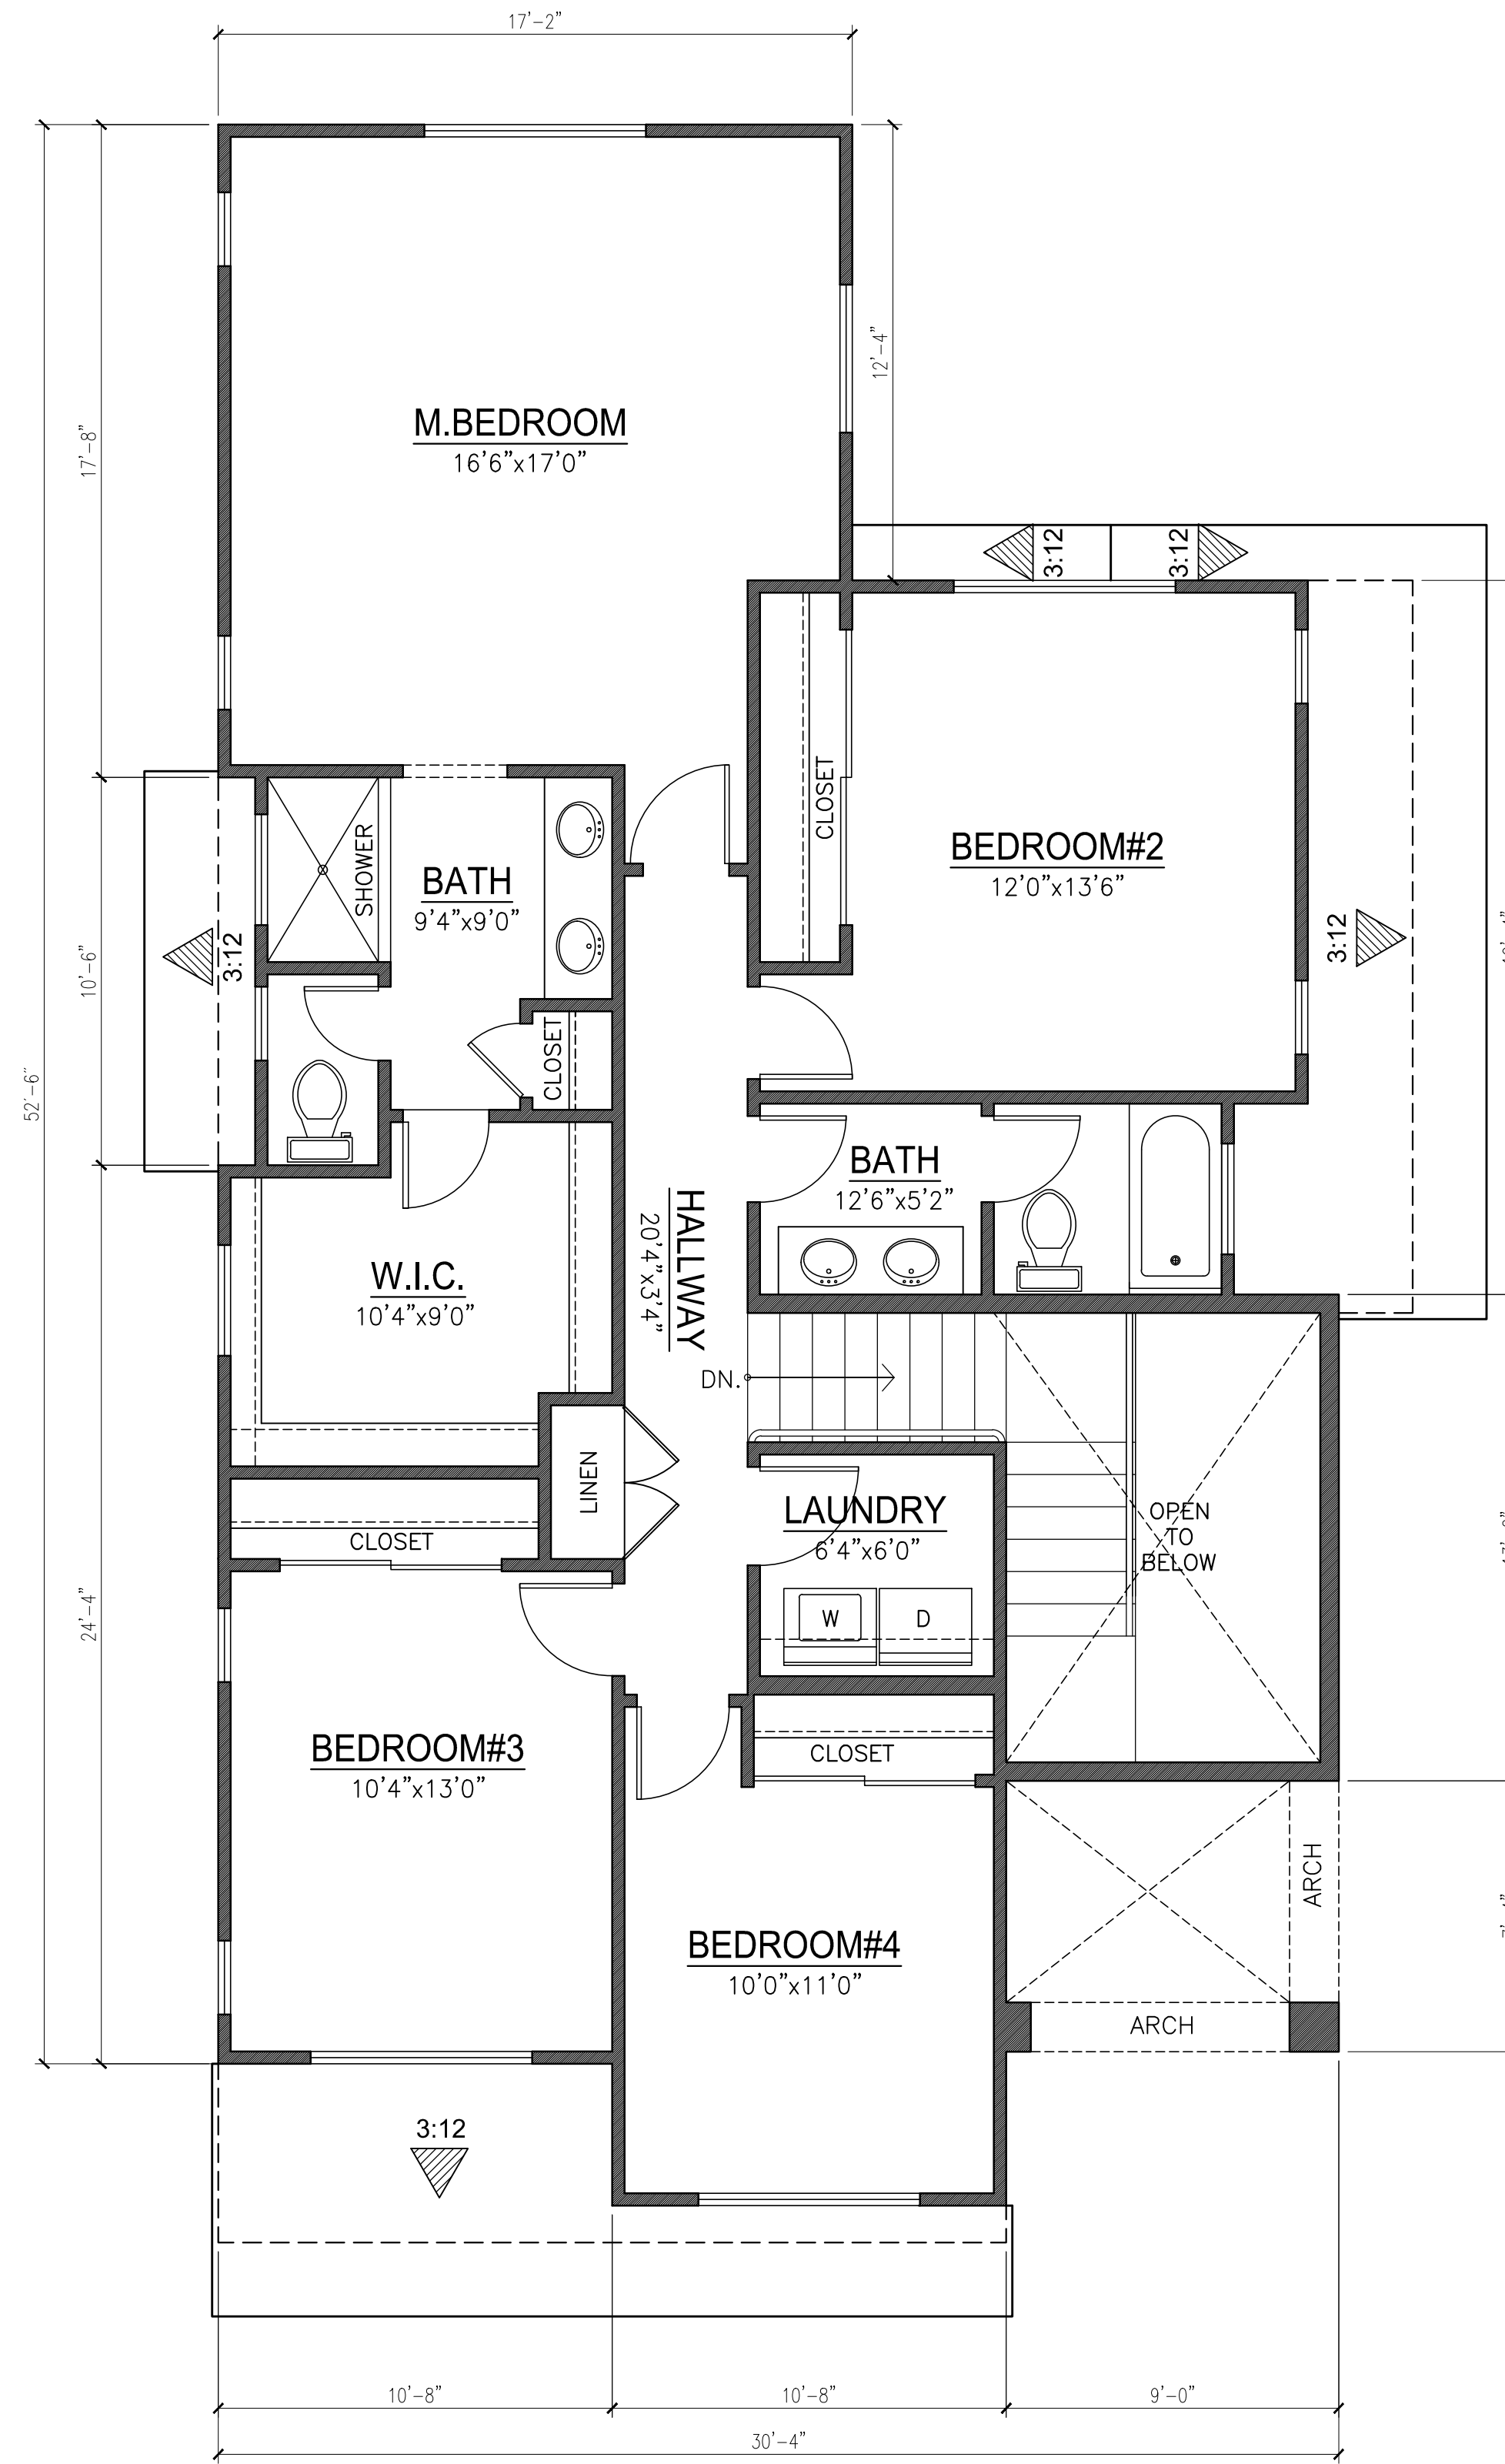 17'-2"
12'-4"
17'-8"
M.BEDROOM
16'6"x17'0"
3:12
3:12
CLOSET
BEDROOM#2
12'0"x13'6"
SHOWER
BATH
9'4"x9'0"
3:12
3:12
10'-6"
CLOSET
52'-6"
BATH
12'6"x5'2"
HALLWAY
20'4"x3'4"
W.I.C.
10'4"x9'0"
DN.
LINEN
LAUNDRY
6'4"x6'0"
OPEN
TO
BELOW
CLOSET
W
D
24'-4"
BEDROOM#3
10'4"x13'0"
CLOSET
ARCH
BEDROOM#4
10'0"x11'0"
ARCH
3:12
10'-8"
10'-8"
9'-0"
30'-4"